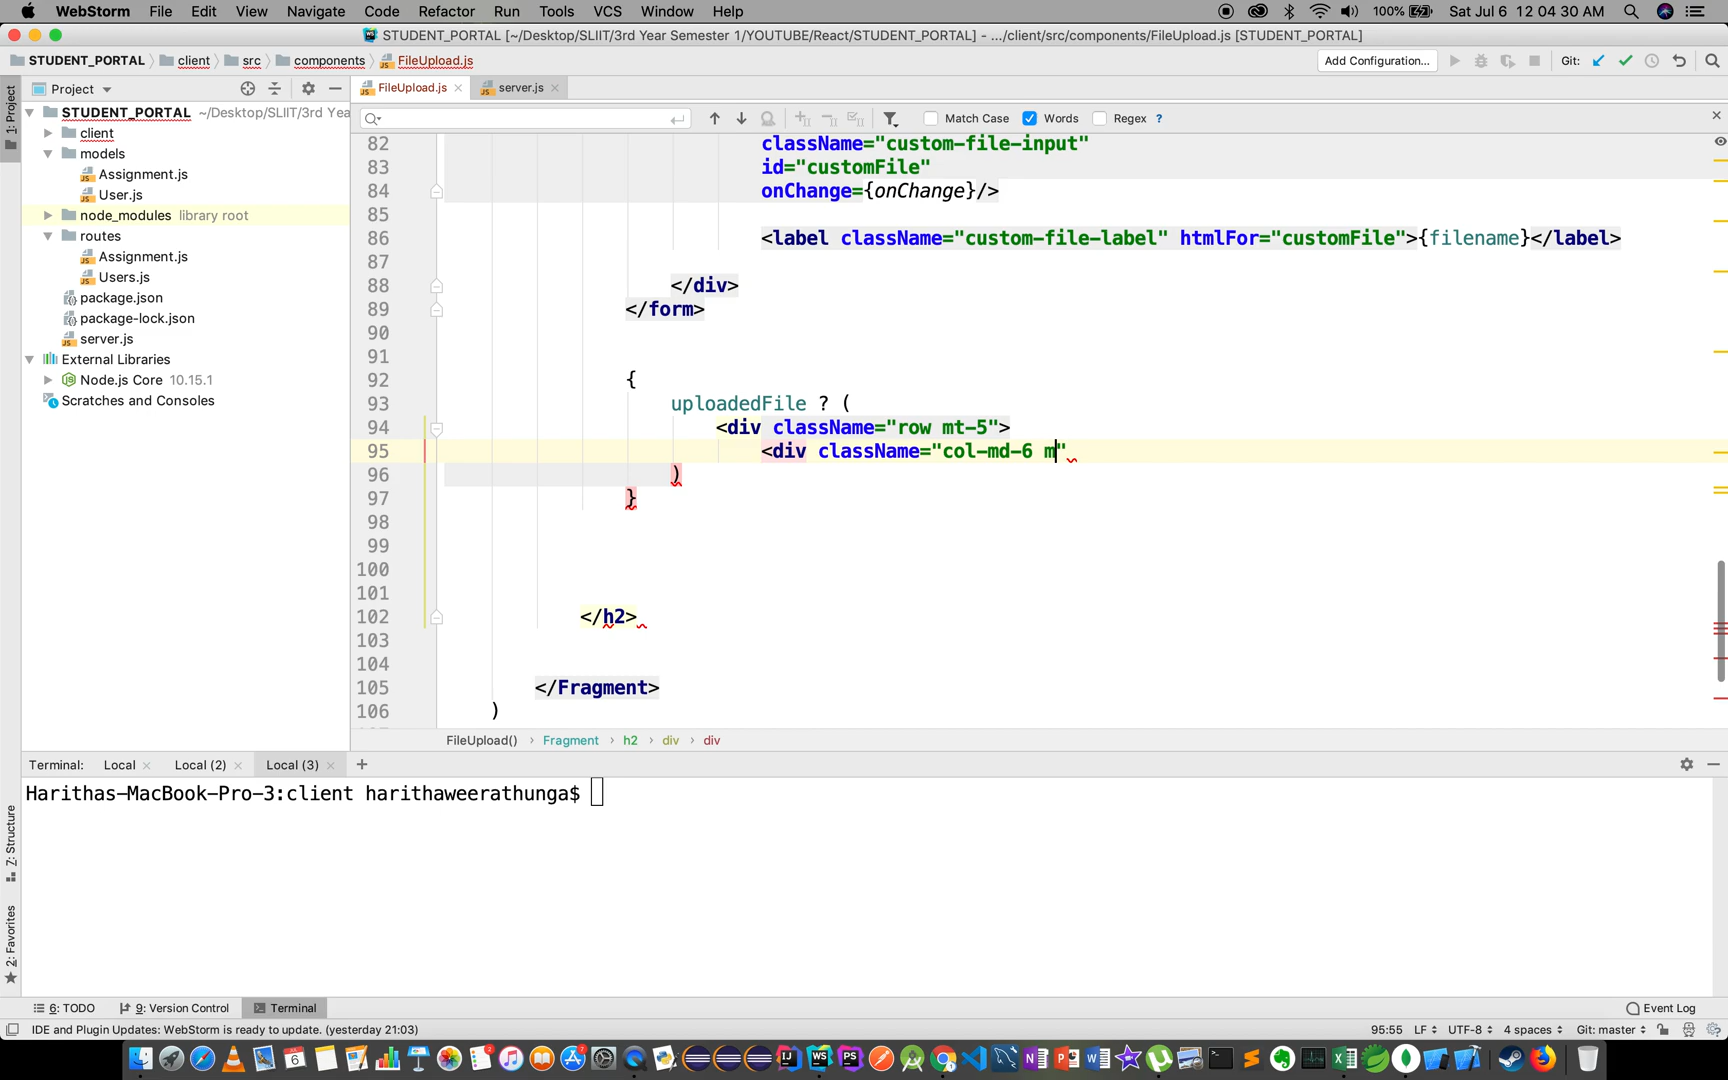 WebStorm File Edit View Navigate Code Refactor Run Tools VCS Window Help 100% Sat Jul 6 12 04 30 AM
STUDENT_PORTAL [~/Desktop/SLIIT/3rd Year Semester 1/YOUTUBE/React/STUDENT_PORTAL] - .../client/src/components/FileUpload.js [STUDENT_PORTAL]
STUDENT_PORTAL client src components FileUpload.js Add Configuration... Git:
1: Project
Project
FileUpload.js server.js
STUDENT_PORTAL ~/Desktop/SLIIT/3rd Yea
client
models
Assignment.js
User.js
node_modules library root
routes
Assignment.js
Users.js
package.json
package-lock.json
server.js
External Libraries
Node.js Core 10.15.1
Scratches and Consoles
Match Case Words Regex ?
82 className="custom-file-input"
83 id="customFile"
84 onChange={onChange}/>
85
86 <label className="custom-file-label" htmlFor="customFile">{filename}</label>
87
88 </div>
89 </form>
90
91
92 {
93 uploadedFile ? (
94 <div className="row mt-5">
95 <div className="col-md-6 m"
96 )
97 }
98
99
100
101
102 </h2>
103
104
105 </Fragment>
106 )
FileUpload() › Fragment › h2 › div › div
Terminal: Local Local (2) Local (3)
Harithas-MacBook-Pro-3:client harithaweerathunga$
7: Structure
2: Favorites
6: TODO 9: Version Control Terminal Event Log
IDE and Plugin Updates: WebStorm is ready to update. (yesterday 21:03) 95:55 LF UTF-8 4 spaces Git: master